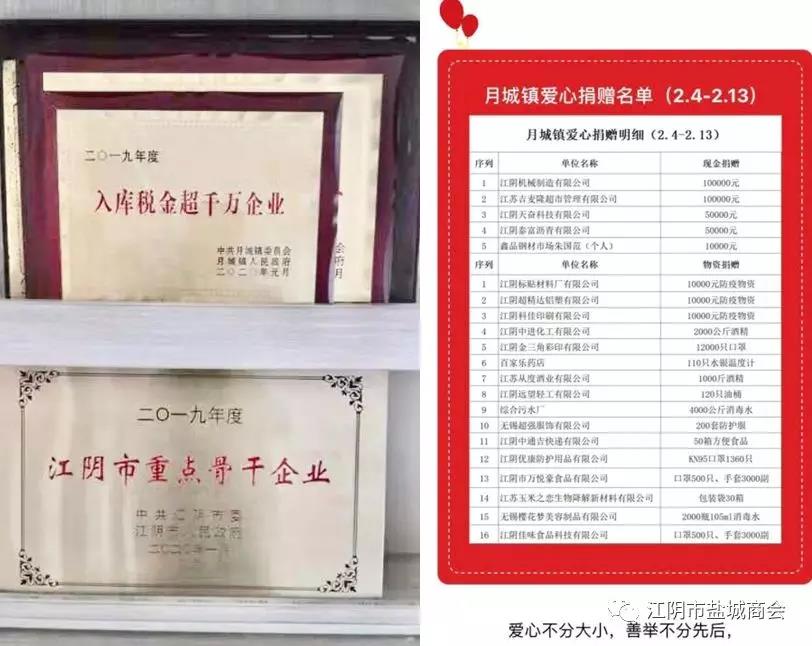 二〇一九年度
入库税金超千万企业
中共月城镇委员会
月城镇人民政府
二〇二〇年元月
会
府
月
二〇一九年度
江阴市重点骨干企业
中共江阴市委
江阴市人民政府
二〇二〇年一月
月城镇爱心捐赠名单（2.4-2.13）
月城镇爱心捐赠明细（2.4-2.13）
序列 单位名称 现金捐赠
1 江阴机械制造有限公司 100000元
2 江苏吉麦隆超市管理有限公司 100000元
3 江阴天奋科技有限公司 50000元
4 江阴泰富沥青有限公司 50000元
5 鑫品钢材市场朱国范（个人） 10000元
序列 单位名称 物资捐赠
1 江阴标贴材料厂有限公司 10000元防疫物资
2 江阴超精达铝塑有限公司 10000元防疫物资
3 江阴科佳印刷有限公司 10000元防疫物资
4 江阴中进化工有限公司 2000公斤酒精
5 江阴金三角彩印有限公司 12000只口罩
6 百家乐药店 110只水银温度计
7 江苏从度酒业有限公司 1000斤酒精
8 江阴远望轻工有限公司 120只油桶
9 综合污水厂 4000公斤消毒水
10 无锡超强服饰有限公司 200套防护服
11 江阴中通吉快递有限公司 50箱方便食品
12 江阴优康防护用品有限公司 KN95口罩1360只
13 江阴市万悦豪食品有限公司 口罩500只、手套3000副
14 江苏玉米之恋生物降解新材料有限公司 包装袋30箱
15 无锡樱花梦美容制品有限公司 2000瓶105ml消毒水
16 江阴佳味食品科技有限公司 口罩500只、手套3000副
江阴市盐城商会
爱心不分大小，善举不分先后，